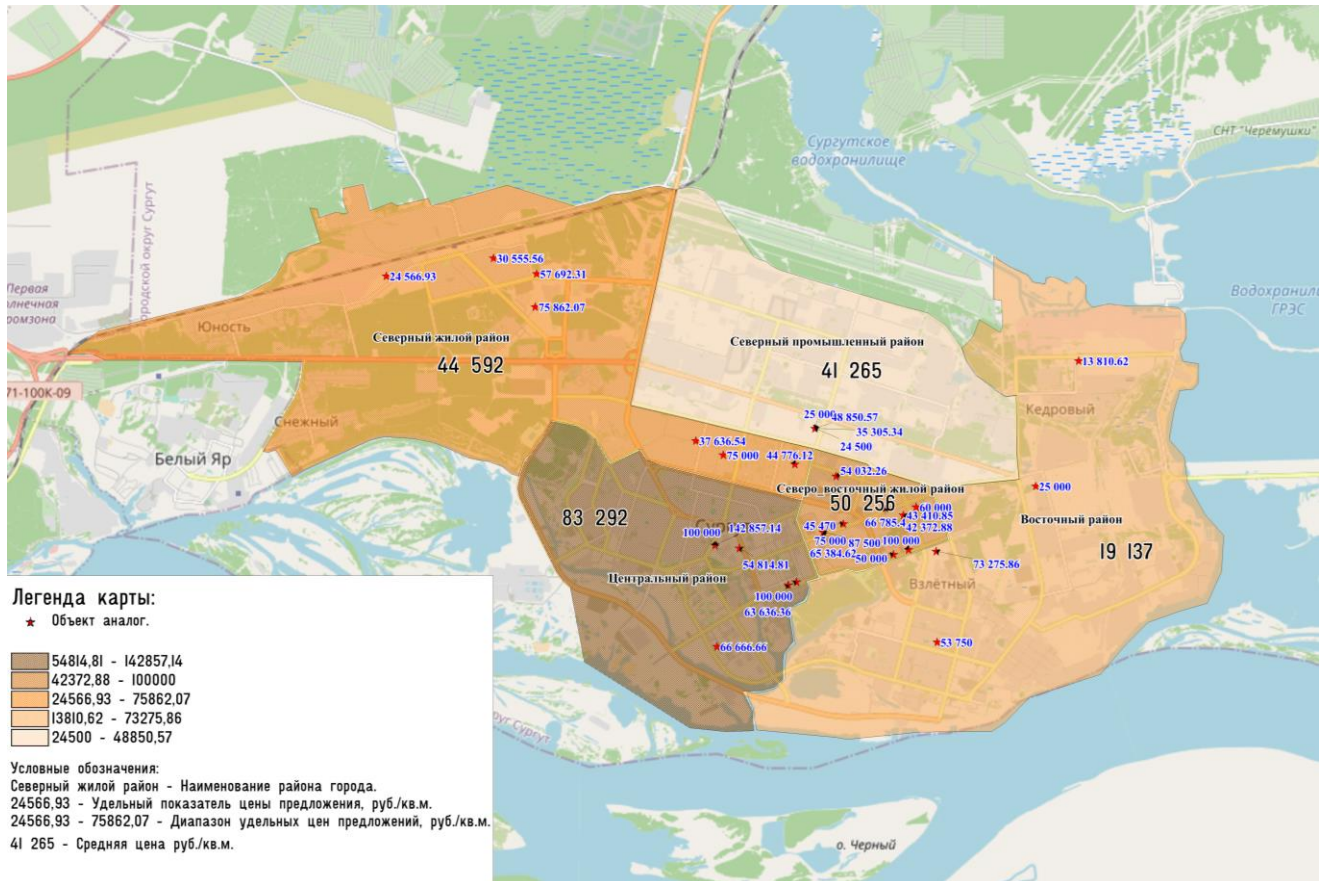 Сургутское
водохранилище
СНТ "Черёмушки"
Городской округ Сургут
Первая
олнечная
ромзона
Водохранили
ГРЭС
24 566.93
30 555.56
57 692.31
75 862.07
Юность
Северный жилой район
44 592
Северный промышленный район
41 265
13 810.62
71-100К-09
Снежный
Белый Яр
Кедровый
25 000
48 850.57
35 305.34
24 500
37 636.54
75 000
44 776.12
54 032.26
Северо_восточный жилой район
50 256
25 000
60 000
43 410.85
42 372.88
66 785.4
45 470
75 000
87 500
65 384.62
50 000
100 000
73 275.86
Восточный район
19 137
83 292
100 000
142 857.14
54 814.81
Центральный район
100 000
63 636.36
66 666.66
Взлётный
53 750
руг Сургут
о. Черный
Легенда карты:
Объект аналог.
54814,81 - 142857,14
42372,88 - 100000
24566,93 - 75862,07
13810,62 - 73275,86
24500 - 48850,57
Условные обозначения:
Северный жилой район - Наименование района города.
24566,93 - Удельный показатель цены предложения, руб./кв.м.
24566,93 - 75862,07 - Диапазон удельных цен предложений, руб./кв.м.
41 265 - Средняя цена руб./кв.м.